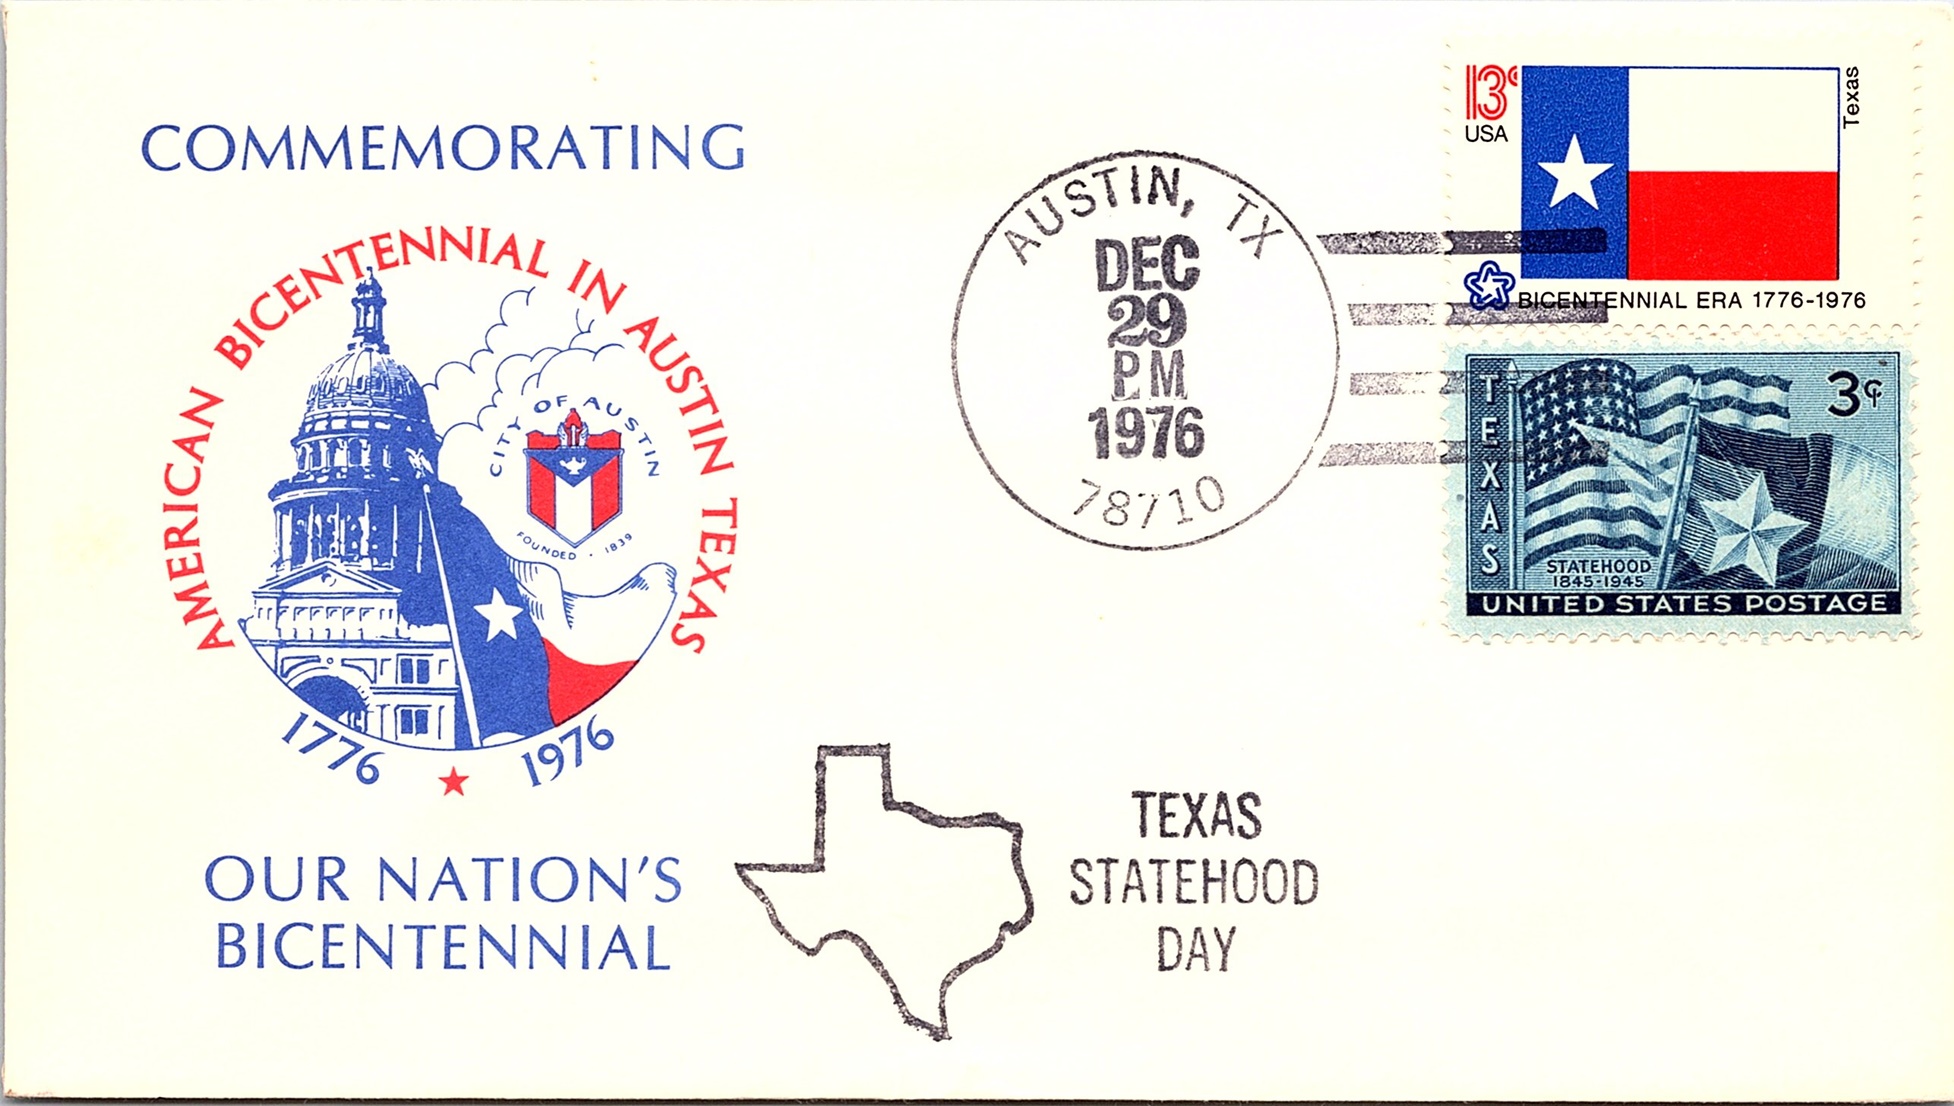 COMMEMORATING
AMERICAN BICENTENNIAL IN AUSTIN TEXAS
CITY OF AUSTIN
FOUNDED · 1839
1776 ★ 1976
OUR NATION'S
BICENTENNIAL
AUSTIN, TX
DEC
29
PM
1976
78710
13c
USA
Texas
BICENTENNIAL ERA 1776-1976
TEXAS
3¢
STATEHOOD
1845-1945
UNITED STATES POSTAGE
TEXAS
STATEHOOD
DAY